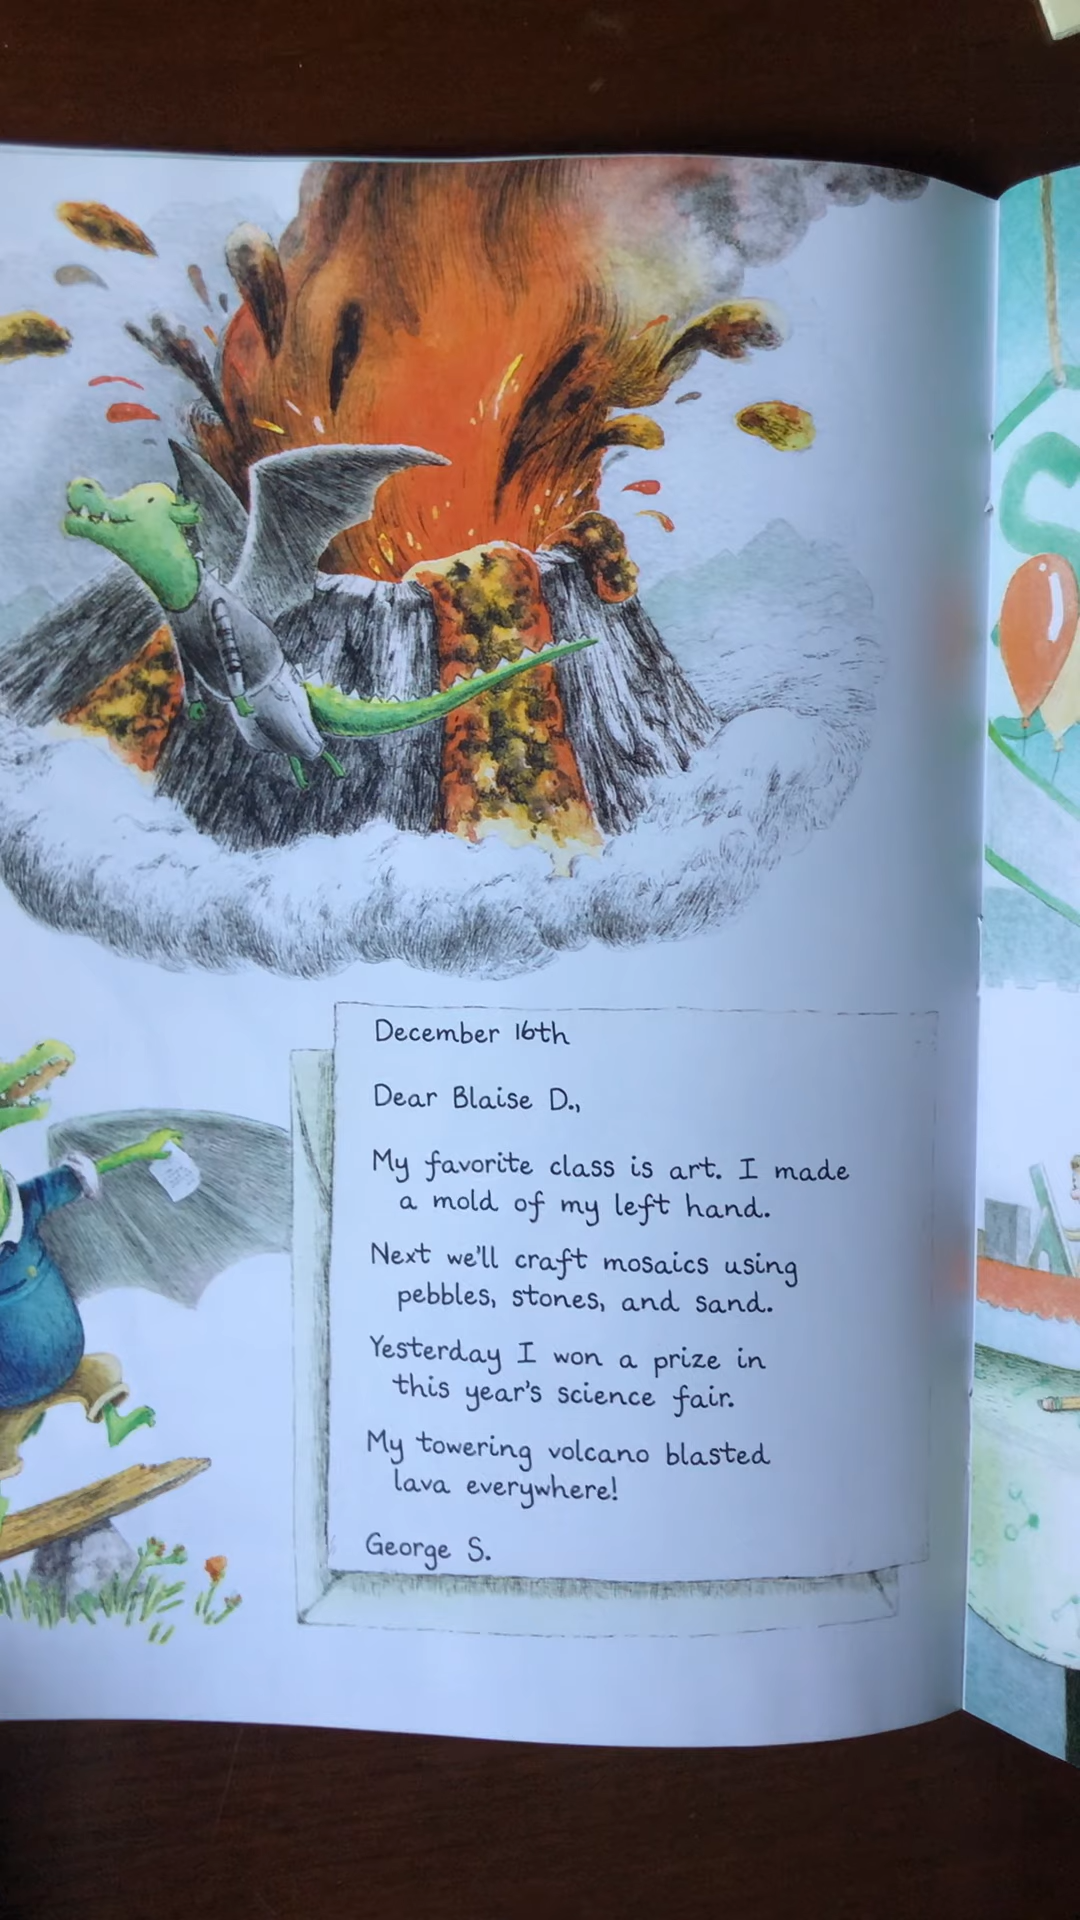 December 16th
Dear Blaise D.,
My favorite class is art. I made
a mold of my left hand.
Next we'll craft mosaics using
pebbles, stones, and sand.
Yesterday I won a prize in
this year's science fair.
My towering volcano blasted
lava everywhere!
George S.